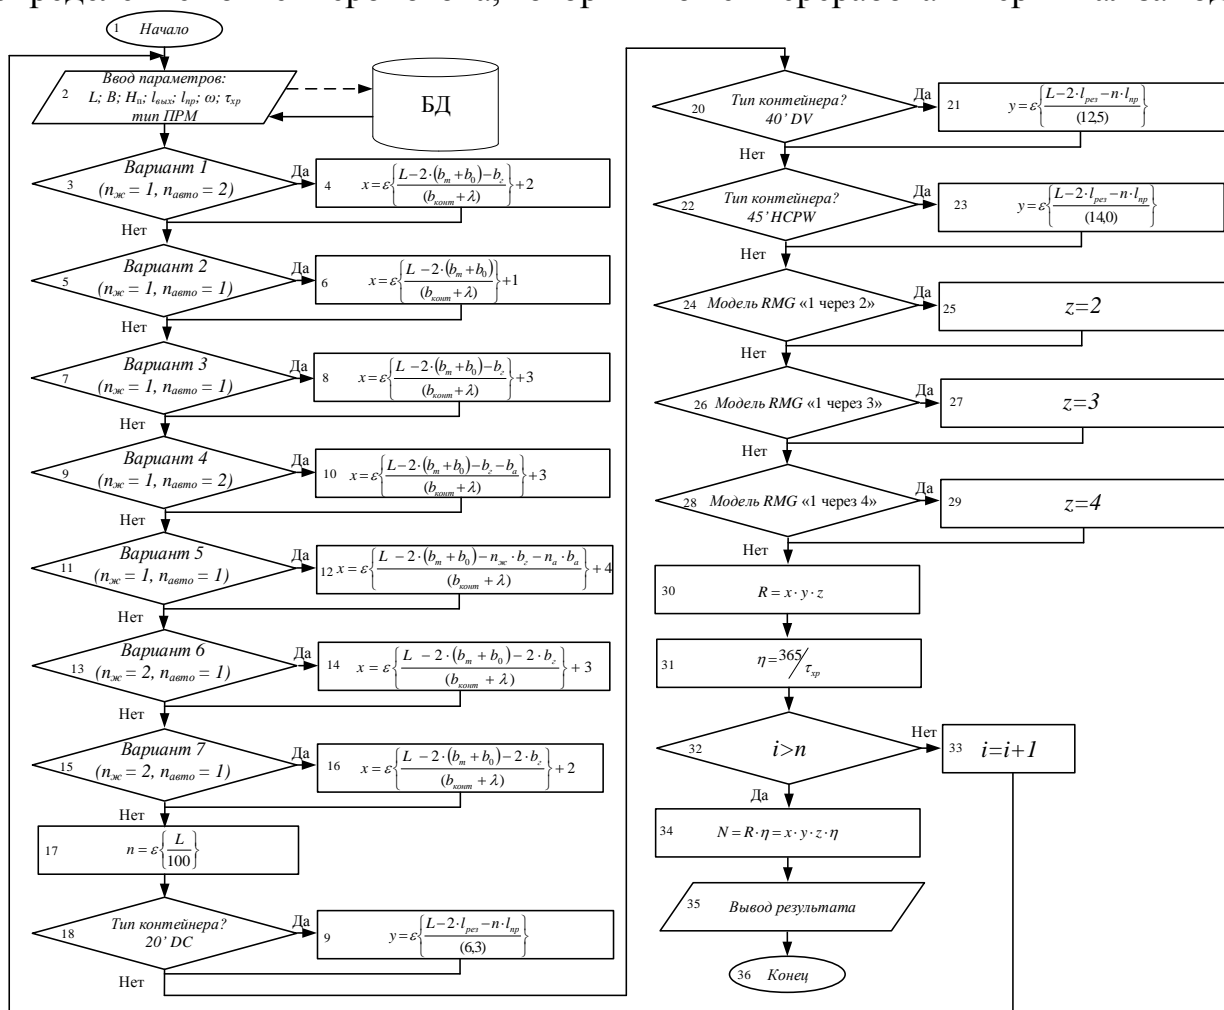 1 Начало
Ввод параметров:
2 L; B; Hп; lвых; lпр; ω; τхр
тип ПРМ
БД
Вариант 1
3 (nж = 1, nавто = 2)
Да
4 x=ε{L−2·(bт+b0)−bг/(bконт+λ)}+2
Нет
Вариант 2
5 (nж = 1, nавто = 1)
Да
6 x=ε{L−2·(bт+b0)/(bконт+λ)}+1
Нет
Вариант 3
7 (nж = 1, nавто = 1)
Да
8 x=ε{L−2·(bт+b0)−bг/(bконт+λ)}+3
Нет
Вариант 4
9 (nж = 1, nавто = 2)
Да
10 x=ε{L−2·(bт+b0)−bг−bа/(bконт+λ)}+3
Нет
Вариант 5
11 (nж = 1, nавто = 1)
Да
12 x=ε{L−2·(bт+b0)−nж·bг−nа·bа/(bконт+λ)}+4
Нет
Вариант 6
13 (nж = 2, nавто = 1)
Да
14 x=ε{L−2·(bт+b0)−2·bг/(bконт+λ)}+3
Нет
Вариант 7
15 (nж = 2, nавто = 1)
Да
16 x=ε{L−2·(bт+b0)−2·bг/(bконт+λ)}+2
Нет
17 n=ε{L/100}
Тип контейнера?
18 20' DC
Да
9 y=ε{L−2·lрез−n·lпр/(6,3)}
Нет
Тип контейнера?
20 40' DV
Да
21 y=ε{L−2·lрез−n·lпр/(12,5)}
Нет
Тип контейнера?
22 45' HCPW
Да
23 y=ε{L−2·lрез−n·lпр/(14,0)}
Нет
24 Модель RMG «1 через 2»
Да
25 z=2
Нет
26 Модель RMG «1 через 3»
Да
27 z=3
Нет
28 Модель RMG «1 через 4»
Да
29 z=4
Нет
30 R=x·y·z
31 η=365/τхр
32 i>n
Нет
33 i=i+1
Да
34 N=R·η=x·y·z·η
35 Вывод результата
36 Конец